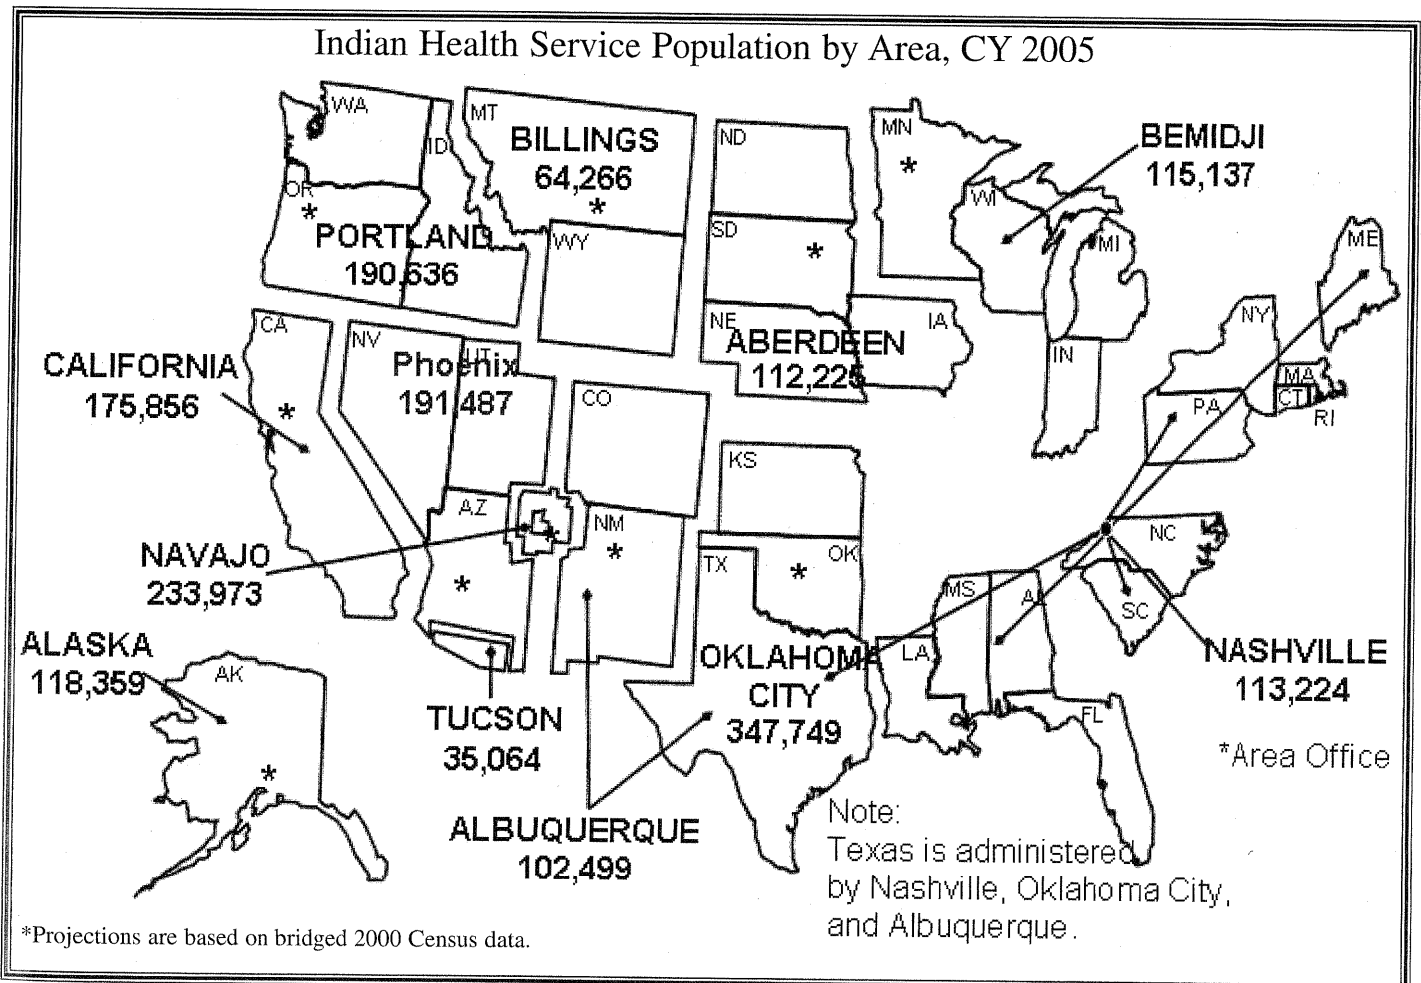 Indian Health Service Population by Area, CY 2005
WA
MT
ID
OR
*
BILLINGS
64,266
*
PORTLAND
190,636
WY
ND
SD
*
MN
*
WI
MI
BEMIDJI
115,137
ME
NE
IA
ABERDEEN
112,225
IN
NY
MA
CT
RI
PA
CA
*
CALIFORNIA
175,856
NV
UT
Phoenix
191,487
CO
KS
AZ
*
*
NM
*
NAVAJO
233,973
TX
OK
*
NC
SC
MS
AL
LA
FL
OKLAHOMA
CITY
347,749
NASHVILLE
113,224
ALASKA
118,359
AK
*
TUCSON
35,064
ALBUQUERQUE
102,499
*Area Office
Note:
Texas is administered
by Nashville, Oklahoma City,
and Albuquerque.
*Projections are based on bridged 2000 Census data.